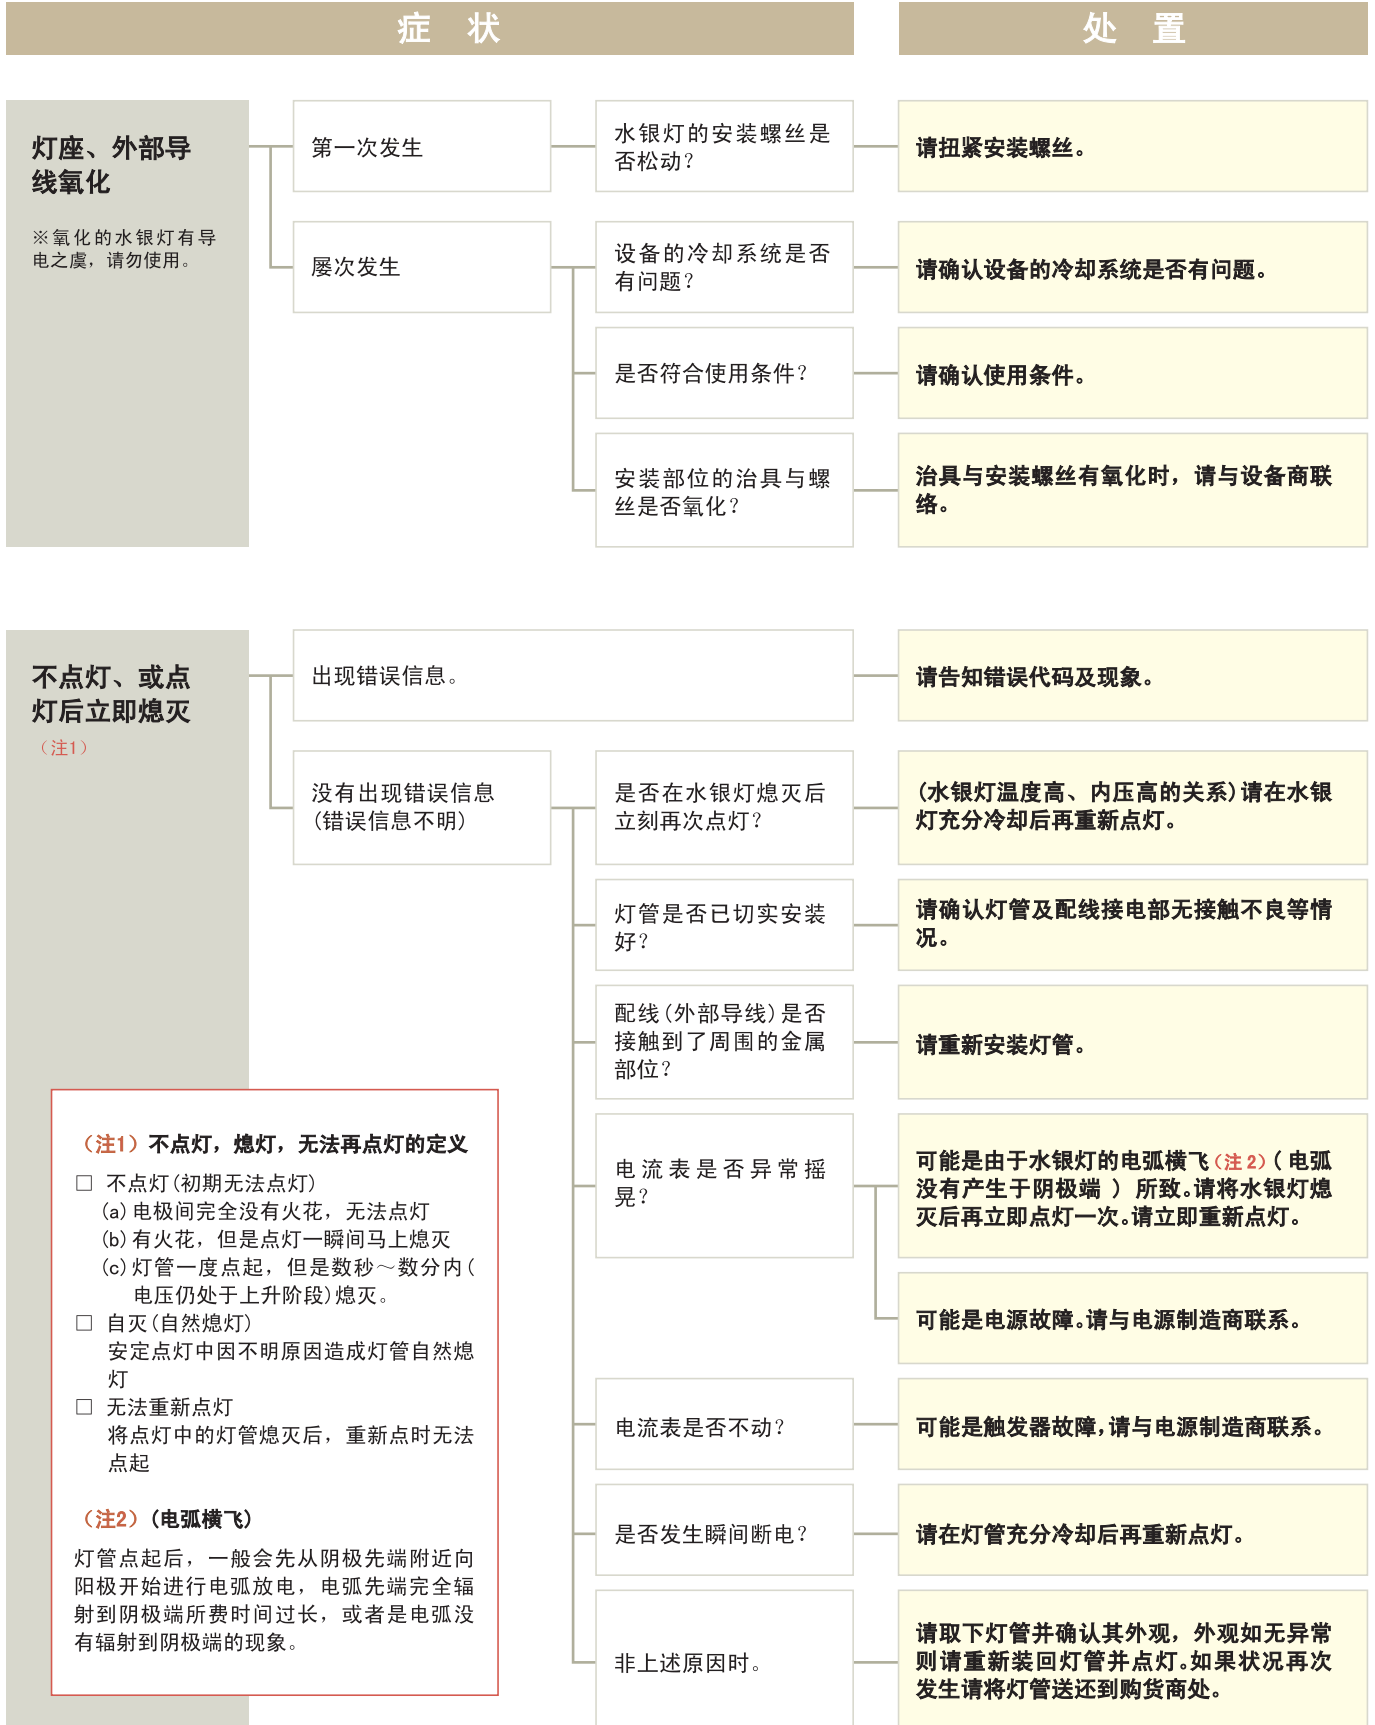 症　状
处　置
灯座、外部导
线氧化
※氧化的水银灯有导
电之虞，请勿使用。
第一次发生
水银灯的安装螺丝是
否松动？
请扭紧安装螺丝。
屡次发生
设备的冷却系统是否
有问题？
请确认设备的冷却系统是否有问题。
是否符合使用条件？
请确认使用条件。
安装部位的治具与螺
丝是否氧化？
治具与安装螺丝有氧化时，请与设备商联
络。
不点灯、或点
灯后立即熄灭
（注1）
出现错误信息。
请告知错误代码及现象。
没有出现错误信息
(错误信息不明)
是否在水银灯熄灭后
立刻再次点灯？
(水银灯温度高、内压高的关系)请在水银
灯充分冷却后再重新点灯。
灯管是否已切实安装
好？
请确认灯管及配线接电部无接触不良等情
况。
配线(外部导线)是否
接触到了周围的金属
部位？
请重新安装灯管。
电流表是否异常摇
晃？
可能是由于水银灯的电弧横飞（注 2）( 电弧
没有产生于阴极端 ） 所致。请将水银灯熄
灭后再立即点灯一次。请立即重新点灯。
可能是电源故障。请与电源制造商联系。
电流表是否不动？
可能是触发器故障，请与电源制造商联系。
是否发生瞬间断电？
请在灯管充分冷却后再重新点灯。
非上述原因时。
请取下灯管并确认其外观，外观如无异常
则请重新装回灯管并点灯。如果状况再次
发生请将灯管送还到购货商处。
（注1）不点灯，熄灯，无法再点灯的定义
□ 不点灯(初期无法点灯)
(a)电极间完全没有火花，无法点灯
(b)有火花，但是点灯一瞬间马上熄灭
(c)灯管一度点起，但是数秒～数分内(
电压仍处于上升阶段)熄灭。
□ 自灭(自然熄灯)
安定点灯中因不明原因造成灯管自然熄
灯
□ 无法重新点灯
将点灯中的灯管熄灭后，重新点时无法
点起
（注2）(电弧横飞)
灯管点起后，一般会先从阴极先端附近向
阳极开始进行电弧放电，电弧先端完全辐
射到阴极端所费时间过长，或者是电弧没
有辐射到阴极端的现象。